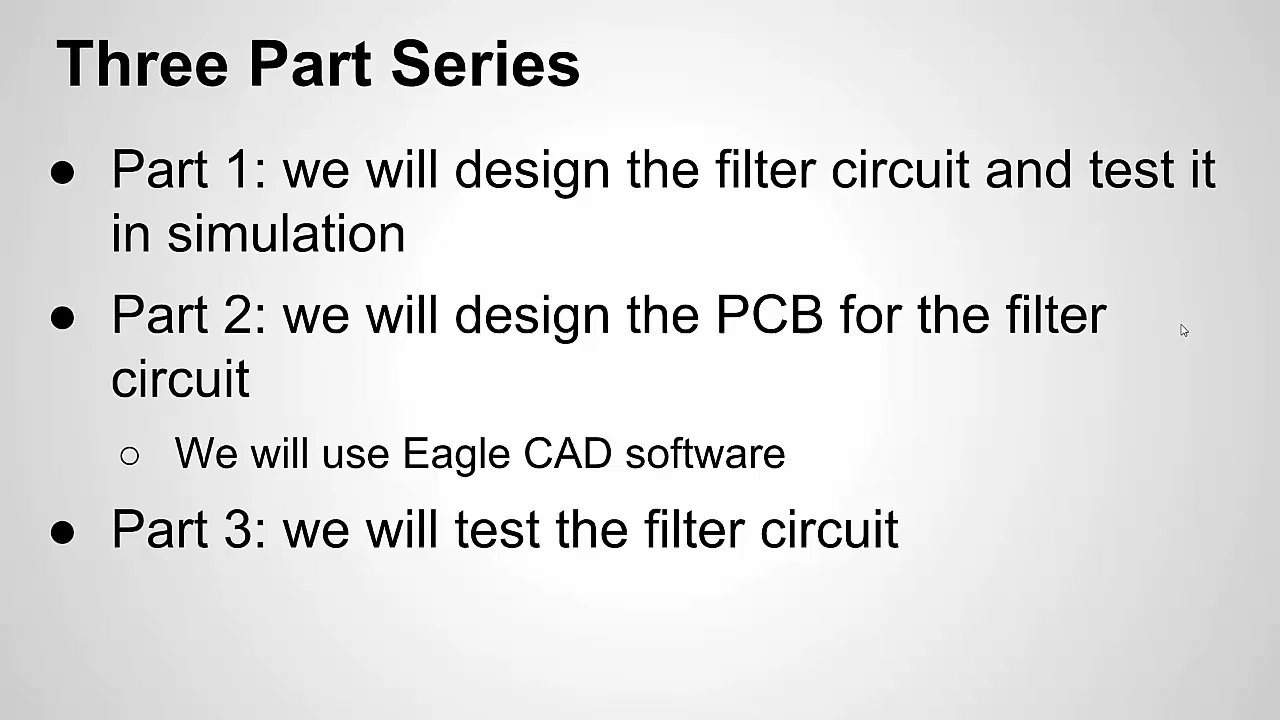 Three Part Series
● Part 1: we will design the filter circuit and test it
in simulation
● Part 2: we will design the PCB for the filter
circuit
○ We will use Eagle CAD software
● Part 3: we will test the filter circuit